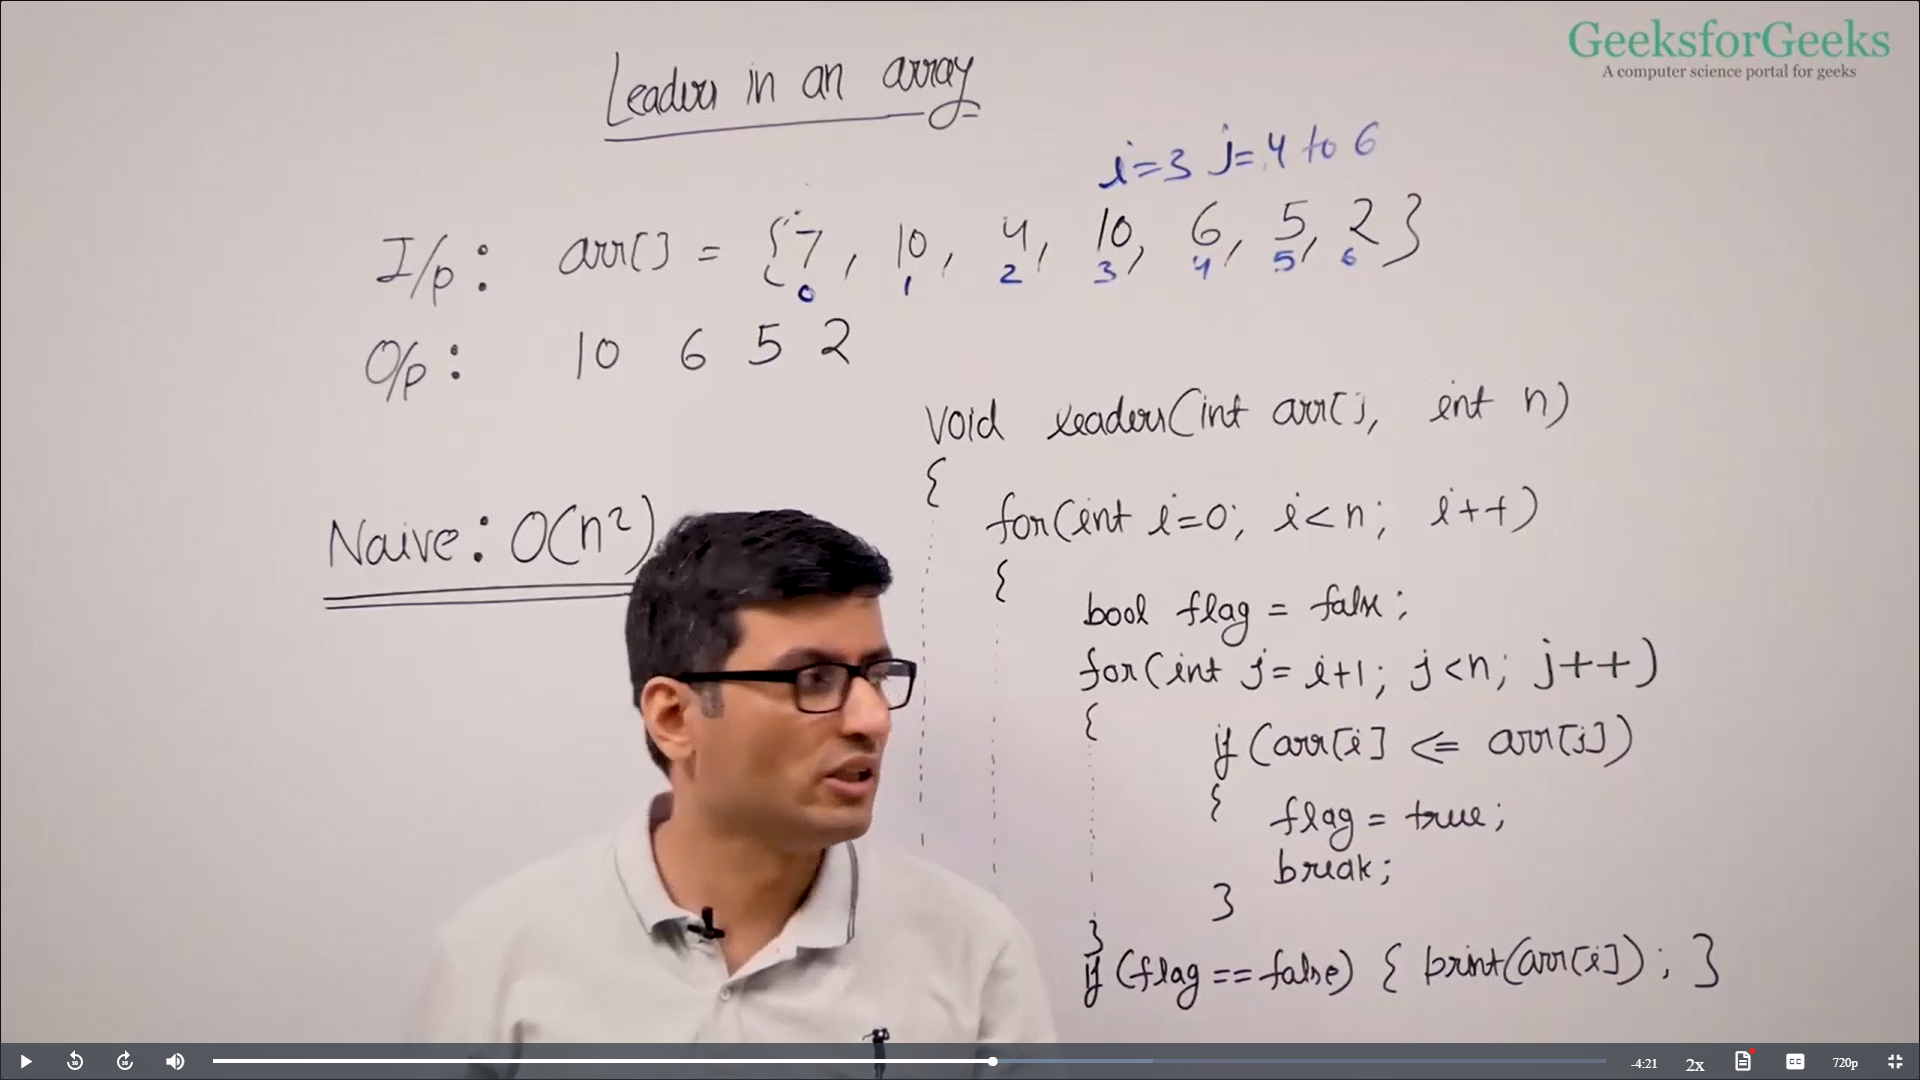 GeeksforGeeks
A computer science portal for geeks
Leaders in an array
i=3 j=4 to 6
I/p: arr[] = {7, 10, 4, 10, 6, 5, 2}
0 1 2 3 4 5 6
O/p: 10 6 5 2
void leaders(int arr[], int n)
{
Naive: O(n²)
for(int i=0; i<n; i++)
{
bool flag = false;
for(int j= i+1; j<n; j++)
{
if (arr[i] <= arr[j])
{
flag = true;
break;
}
}
if (flag == false) { print(arr[i]); }
-4:21 2x CC 720p